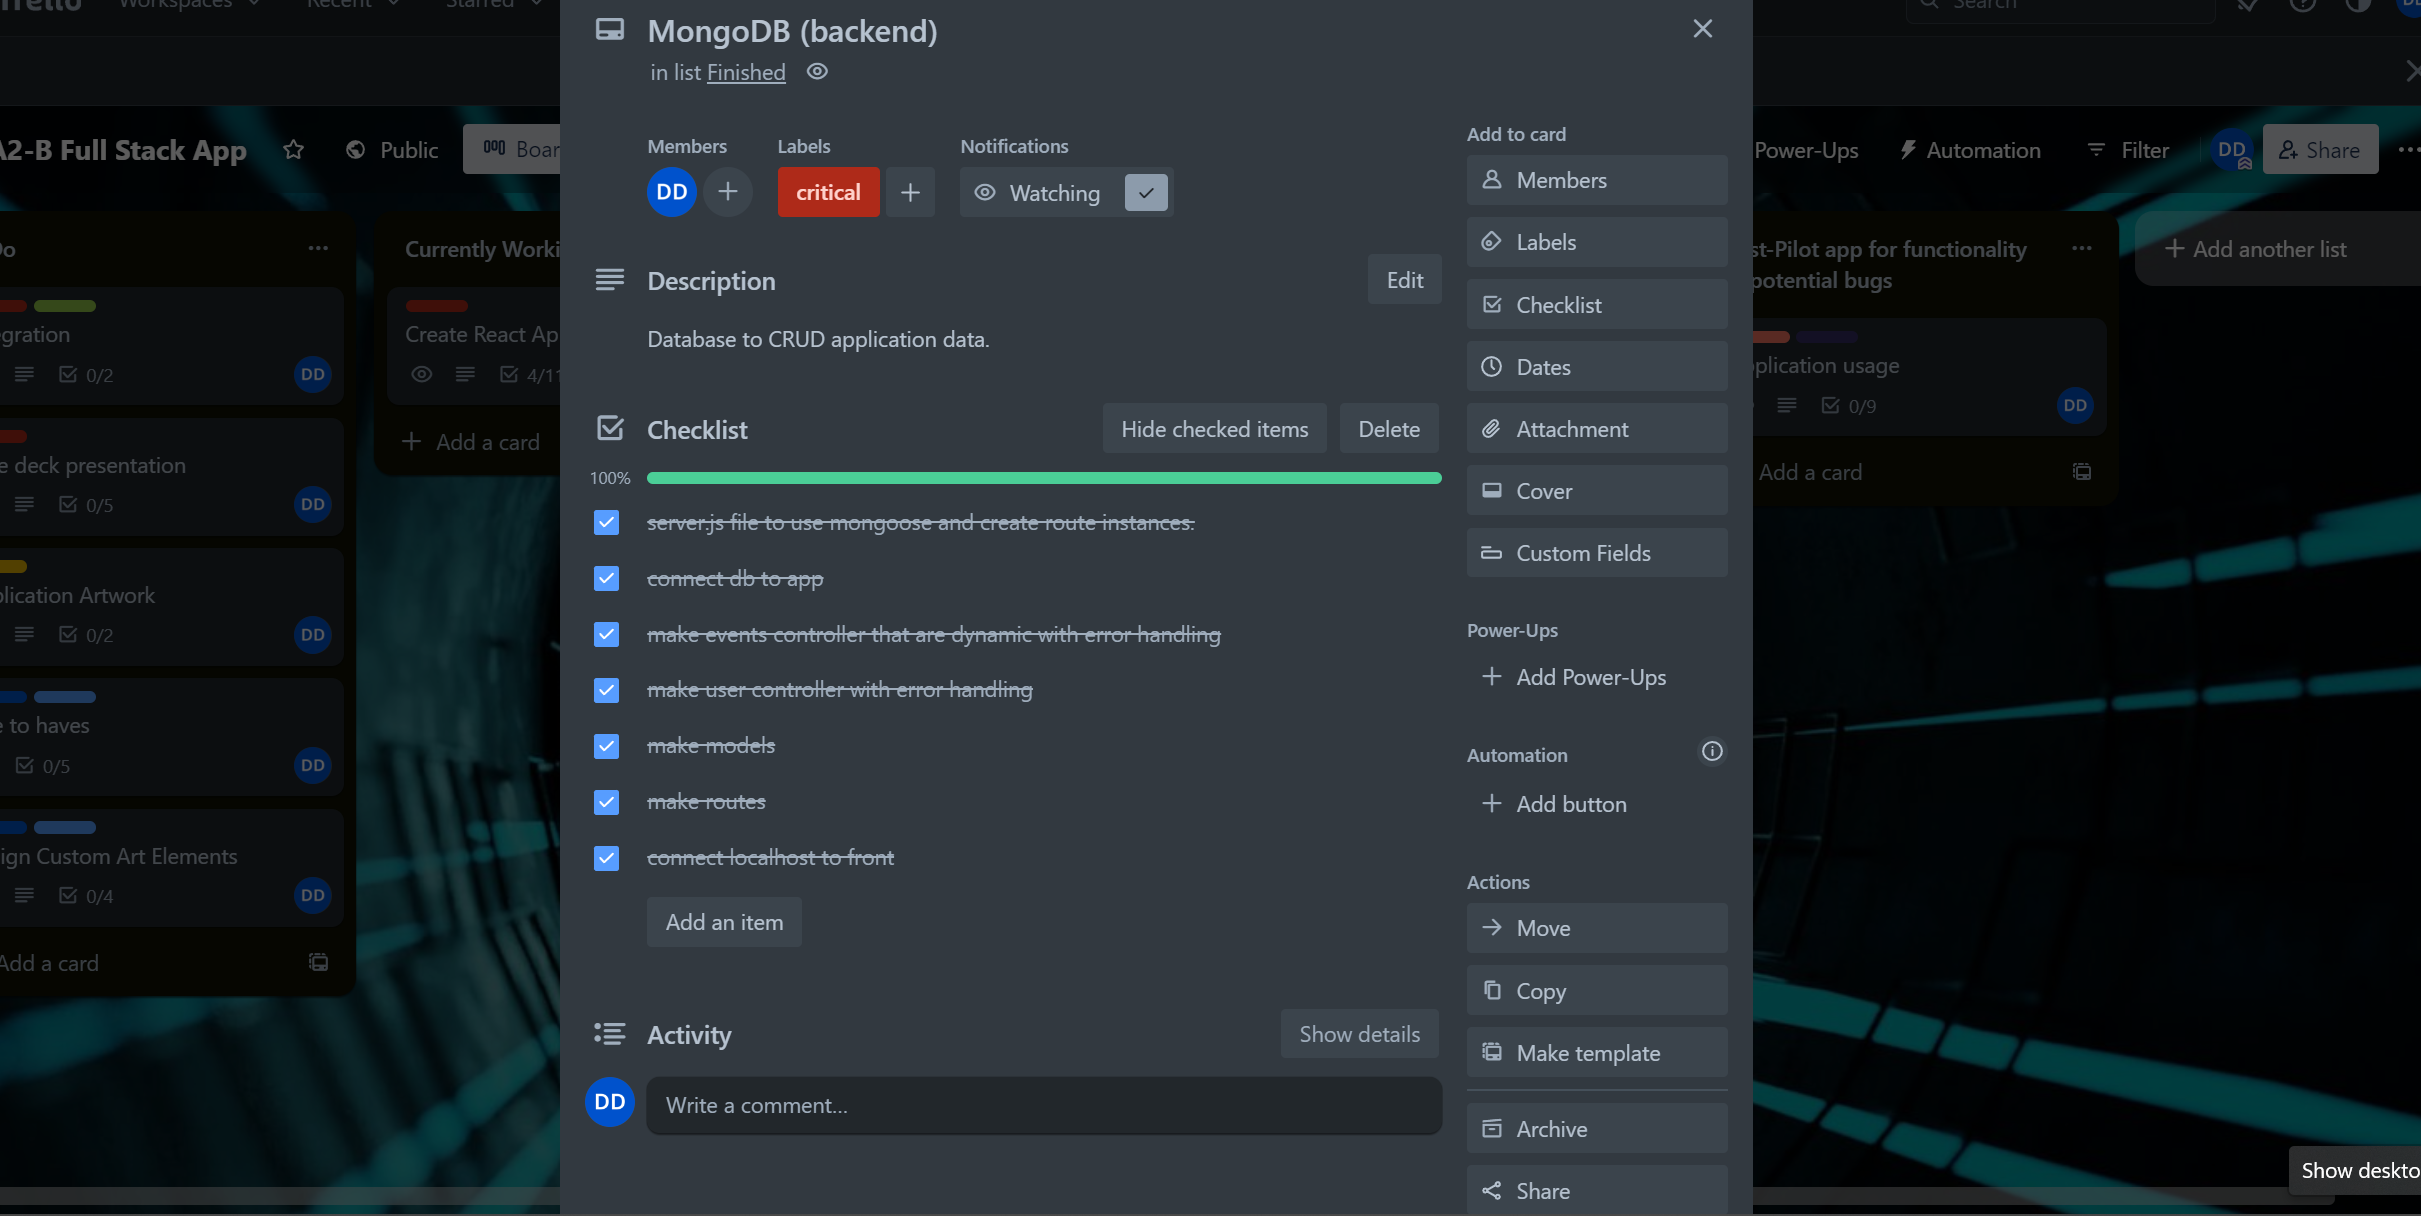 Workspaces
Recent
Starred
Search
MongoDB (backend)
in list Finished
A2-B Full Stack App
Public
Boar
Power-Ups
Automation
Filter
DD
Share
Do
Currently Worki
egration
0/2
DD
e deck presentation
0/5
DD
plication Artwork
0/2
DD
e to haves
0/5
DD
ign Custom Art Elements
0/4
DD
Add a card
Create React Ap
4/11
Add a card
Members
Labels
Notifications
DD
critical
Watching
Description
Edit
Database to CRUD application data.
Checklist
Hide checked items
Delete
100%
server.js file to use mongoose and create route instances.
connect db to app
make events controller that are dynamic with error handling
make user controller with error handling
make models
make routes
connect localhost to front
Add an item
Activity
Show details
DD
Write a comment...
Add to card
Members
Labels
Checklist
Dates
Attachment
Cover
Custom Fields
Power-Ups
Add Power-Ups
Automation
Add button
Actions
Move
Copy
Make template
Archive
Share
st-Pilot app for functionality
potential bugs
plication usage
0/9
DD
Add a card
Add another list
Show deskto